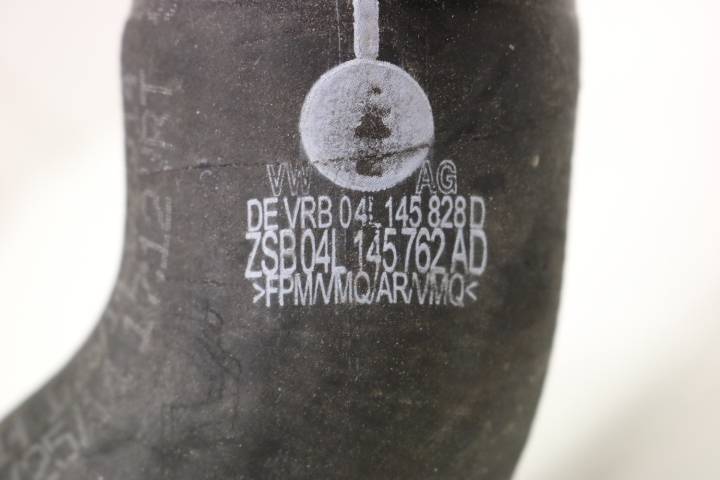 VW AG
DE VRB 04L 145 828 D
ZSB 04L 145 762 AD
>FPM/VMQ/AR/VMQ<